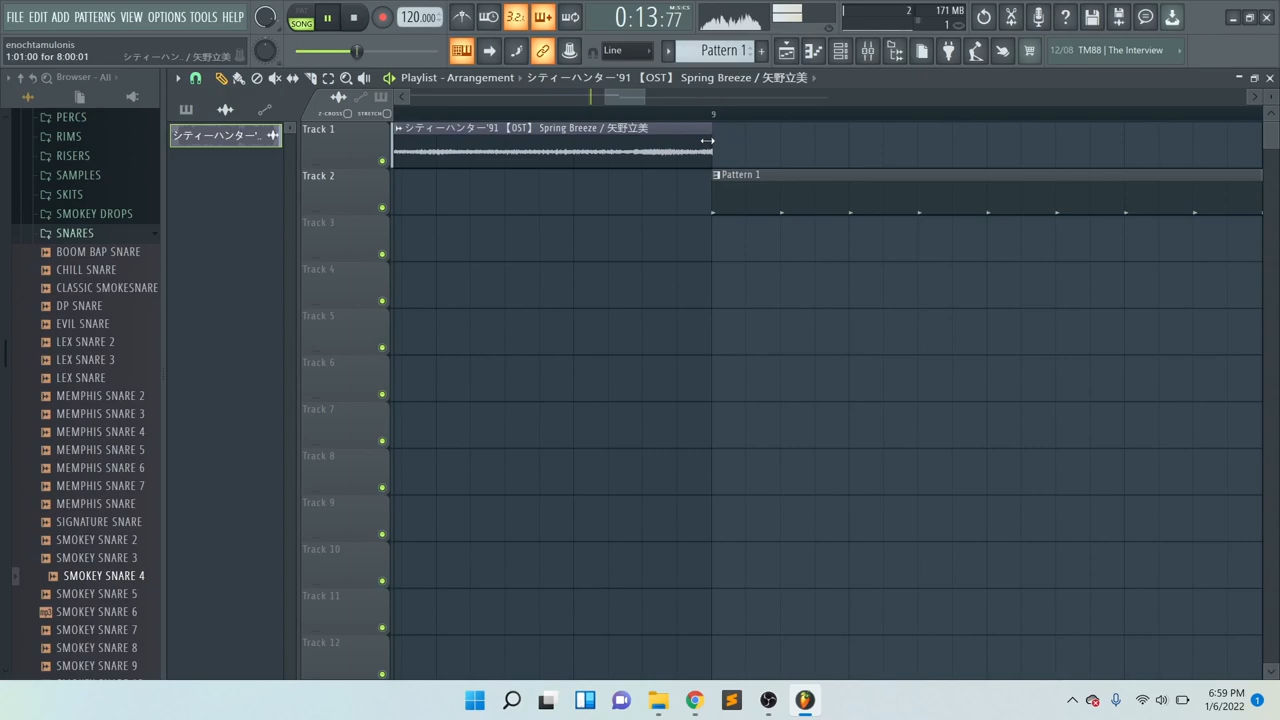 FILE EDIT ADD PATTERNS VIEW OPTIONS TOOLS HELP
PAT
SONG
120.000
3.2.
0:13:77
M:S:CS
2
171 MB
1
enochtamulonis
シティーハン.. / 矢野立美
1:01:00 for 8:00:01
Line
Pattern 1
12/08 TM88 | The Interview
Browser - All
Playlist - Arrangement
シティーハンター'91 【OST】 Spring Breeze / 矢野立美
Z-CROSS
STRETCH
9
PERCS
RIMS
RISERS
SAMPLES
SKITS
SMOKEY DROPS
SNARES
BOOM BAP SNARE
CHILL SNARE
CLASSIC SMOKESNARE
DP SNARE
EVIL SNARE
LEX SNARE 2
LEX SNARE 3
LEX SNARE
MEMPHIS SNARE 2
MEMPHIS SNARE 3
MEMPHIS SNARE 4
MEMPHIS SNARE 5
MEMPHIS SNARE 6
MEMPHIS SNARE 7
MEMPHIS SNARE
SIGNATURE SNARE
SMOKEY SNARE 2
SMOKEY SNARE 3
SMOKEY SNARE 4
SMOKEY SNARE 5
mp3
SMOKEY SNARE 6
SMOKEY SNARE 7
SMOKEY SNARE 8
SMOKEY SNARE 9
シティーハンター'..
Track 1
シティーハンター'91 【OST】 Spring Breeze / 矢野立美
Track 2
Pattern 1
Track 3
Track 4
Track 5
Track 6
Track 7
Track 8
Track 9
Track 10
Track 11
Track 12
6:59 PM
1/6/2022
1